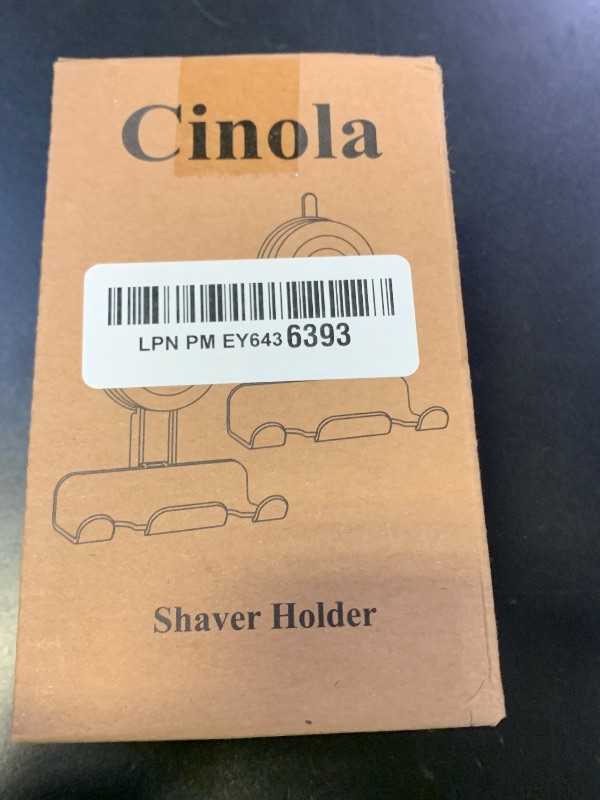 Cinola
LPN PM EY643 6393
Shaver Holder